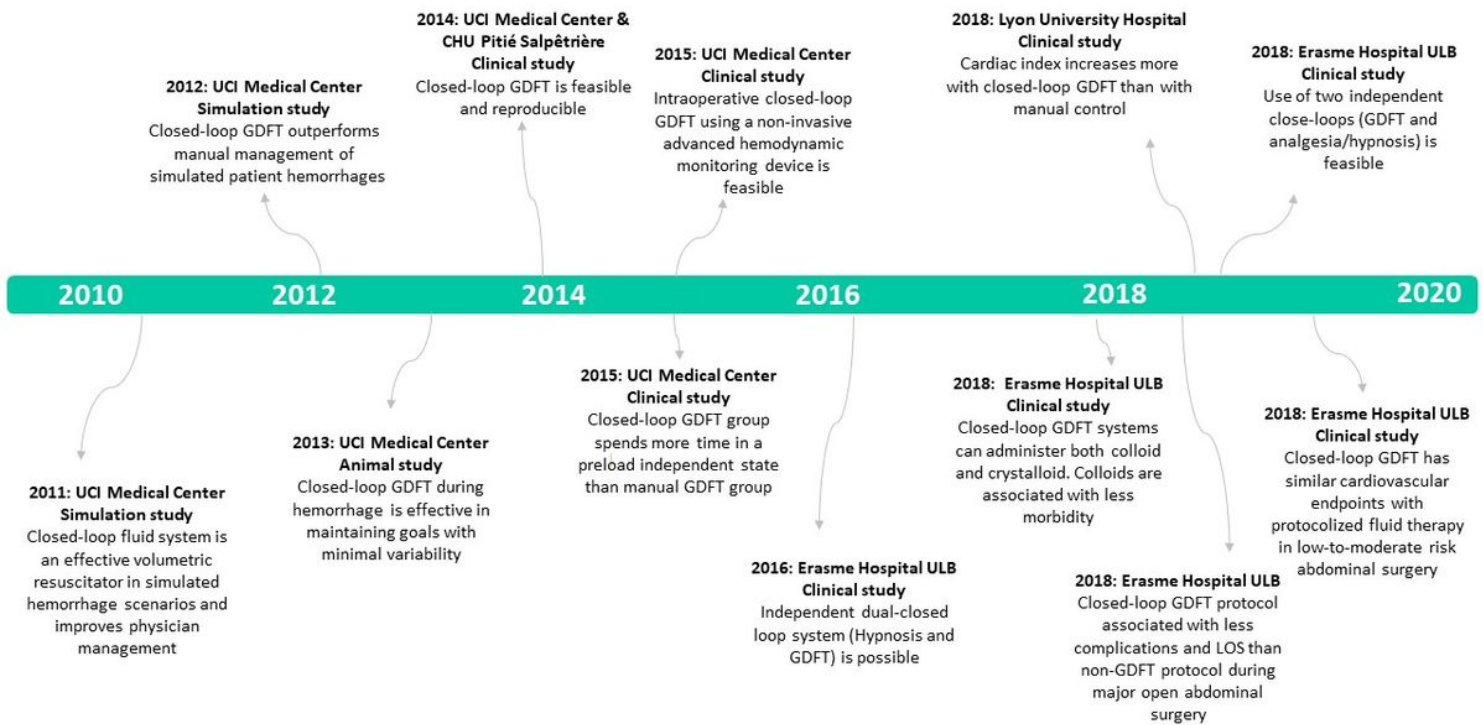 2012: UCI Medical Center
Simulation study
Closed-loop GDFT outperforms
manual management of
simulated patient hemorrhages
2014: UCI Medical Center &
CHU Pitié Salpêtrière
Clinical study
Closed-loop GDFT is feasible
and reproducible
2015: UCI Medical Center
Clinical study
Intraoperative closed-loop
GDFT using a non-invasive
advanced hemodynamic
monitoring device is
feasible
2018: Lyon University Hospital
Clinical study
Cardiac index increases more
with closed-loop GDFT than with
manual control
2018: Erasme Hospital ULB
Clinical study
Use of two independent
close-loops (GDFT and
analgesia/hypnosis) is
feasible
2010 2012 2014 2016 2018 2020
2011: UCI Medical Center
Simulation study
Closed-loop fluid system is
an effective volumetric
resuscitator in simulated
hemorrhage scenarios and
improves physician
management
2013: UCI Medical Center
Animal study
Closed-loop GDFT during
hemorrhage is effective in
maintaining goals with
minimal variability
2015: UCI Medical Center
Clinical study
Closed-loop GDFT group
spends more time in a
preload independent state
than manual GDFT group
2016: Erasme Hospital ULB
Clinical study
Independent dual-closed
loop system (Hypnosis and
GDFT) is possible
2018: Erasme Hospital ULB
Clinical study
Closed-loop GDFT systems
can administer both colloid
and crystalloid. Colloids are
associated with less
morbidity
2018: Erasme Hospital ULB
Closed-loop GDFT protocol
associated with less
complications and LOS than
non-GDFT protocol during
major open abdominal
surgery
2018: Erasme Hospital ULB
Clinical study
Closed-loop GDFT has
similar cardiovascular
endpoints with
protocolized fluid therapy
in low-to-moderate risk
abdominal surgery